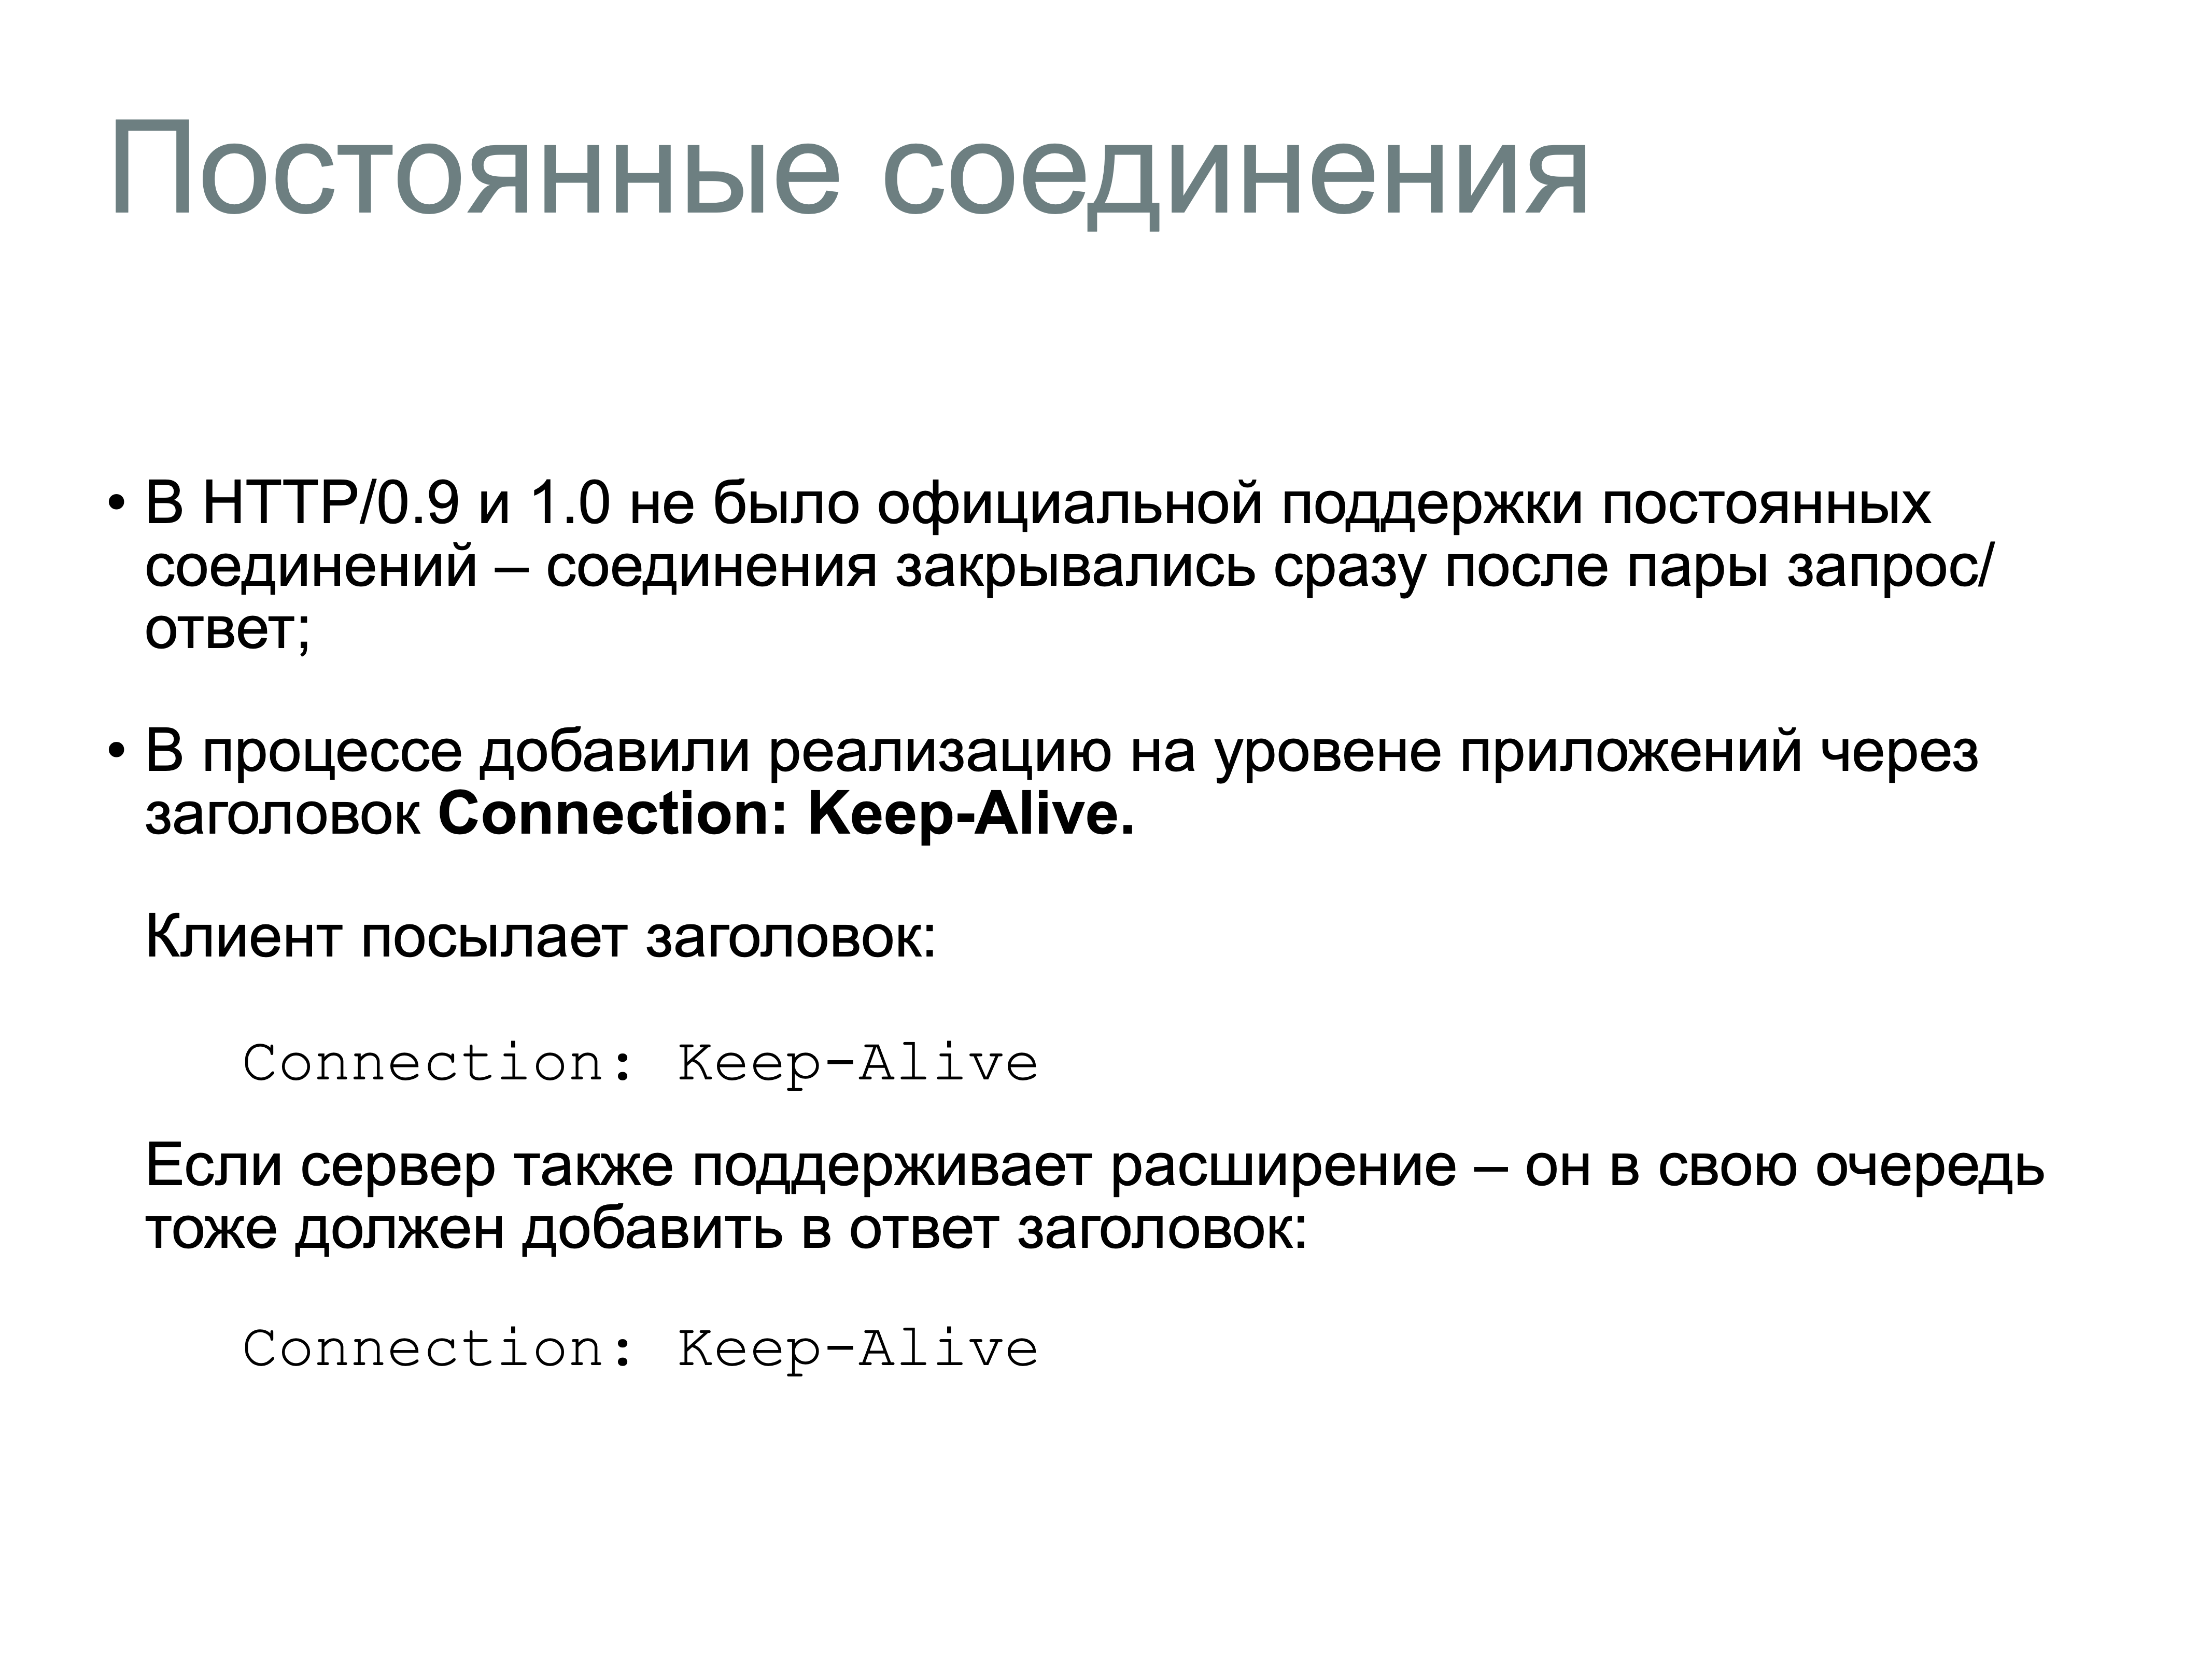 Постоянные соединения
• В HTTP/0.9 и 1.0 не было официальной поддержки постоянных
соединений – соединения закрывались сразу после пары запрос/
ответ;
• В процессе добавили реализацию на уровене приложений через
заголовок Connection: Keep-Alive.
Клиент посылает заголовок:
Connection: Keep-Alive
Если сервер также поддерживает расширение – он в свою очередь
тоже должен добавить в ответ заголовок:
Connection: Keep-Alive